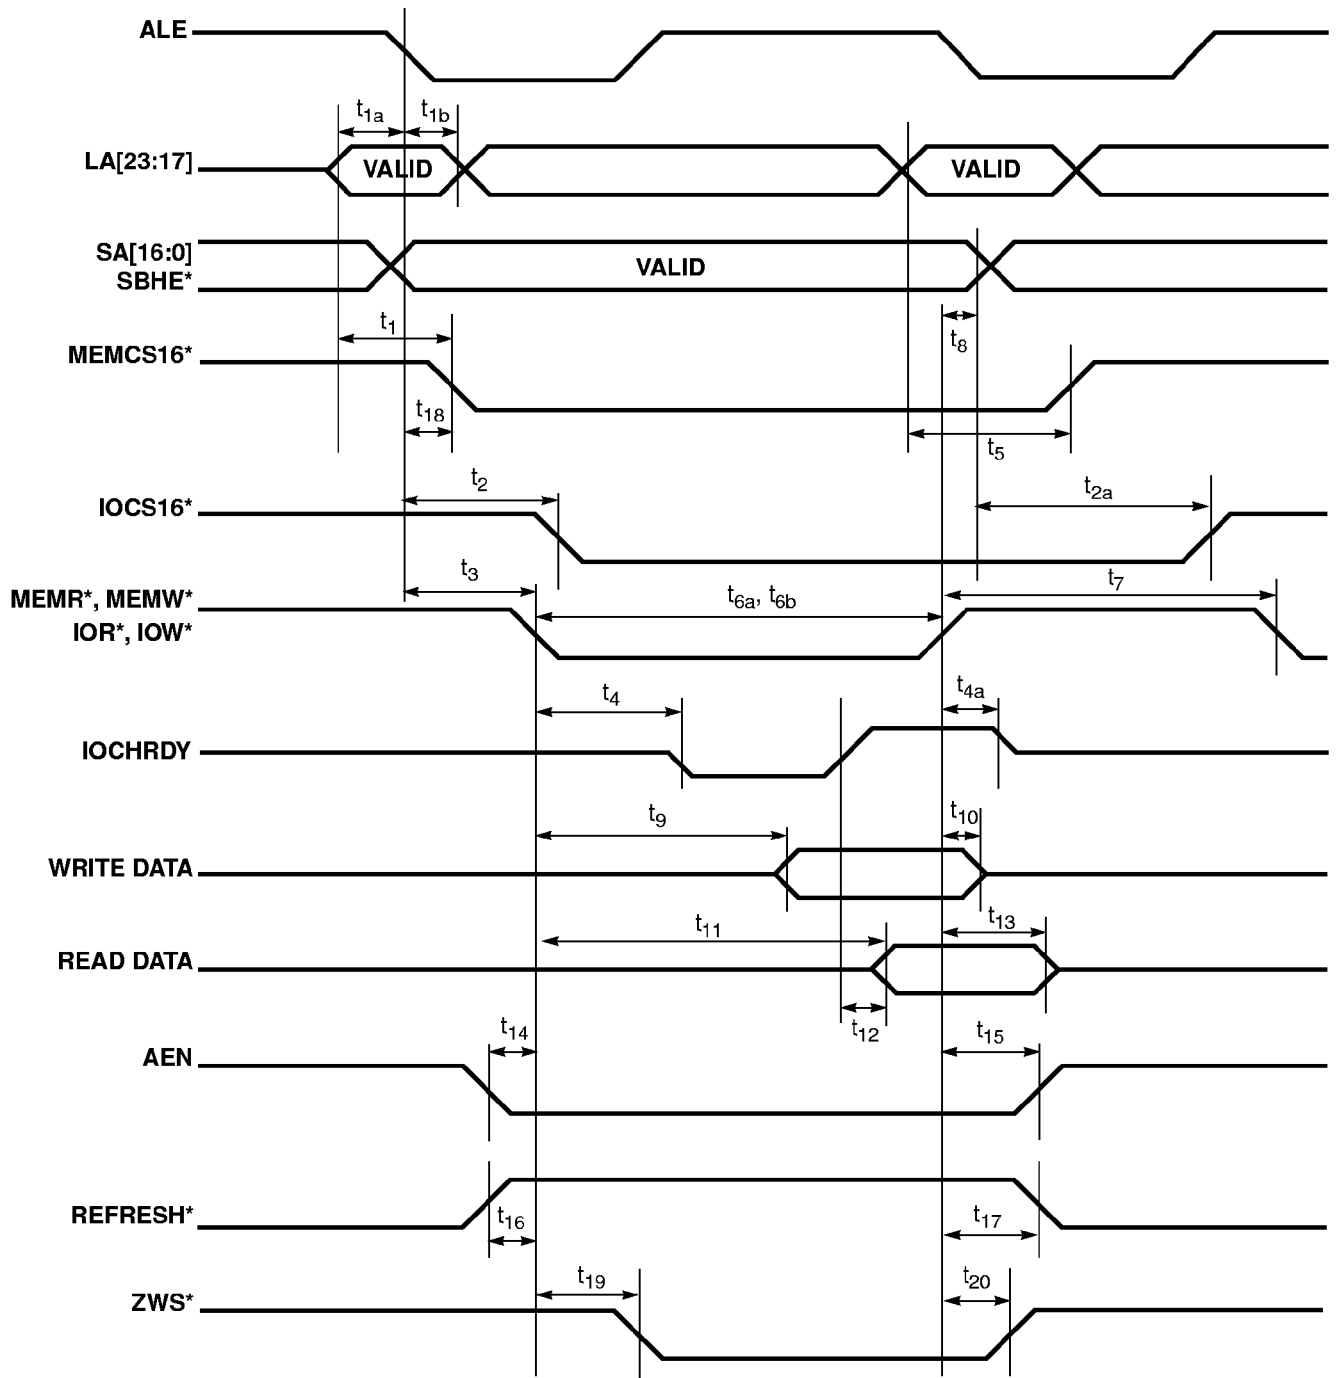 ALE
t1a
t1b
LA[23:17]
VALID
VALID
SA[16:0]
SBHE*
VALID
t1
t8
MEMCS16*
t18
t5
t2
t2a
IOCS16*
t3
t7
MEMR*, MEMW*
IOR*, IOW*
t6a, t6b
t4
t4a
IOCHRDY
t9
t10
WRITE DATA
t11
t13
READ DATA
t12
t14
t15
AEN
REFRESH*
t16
t17
t19
t20
ZWS*